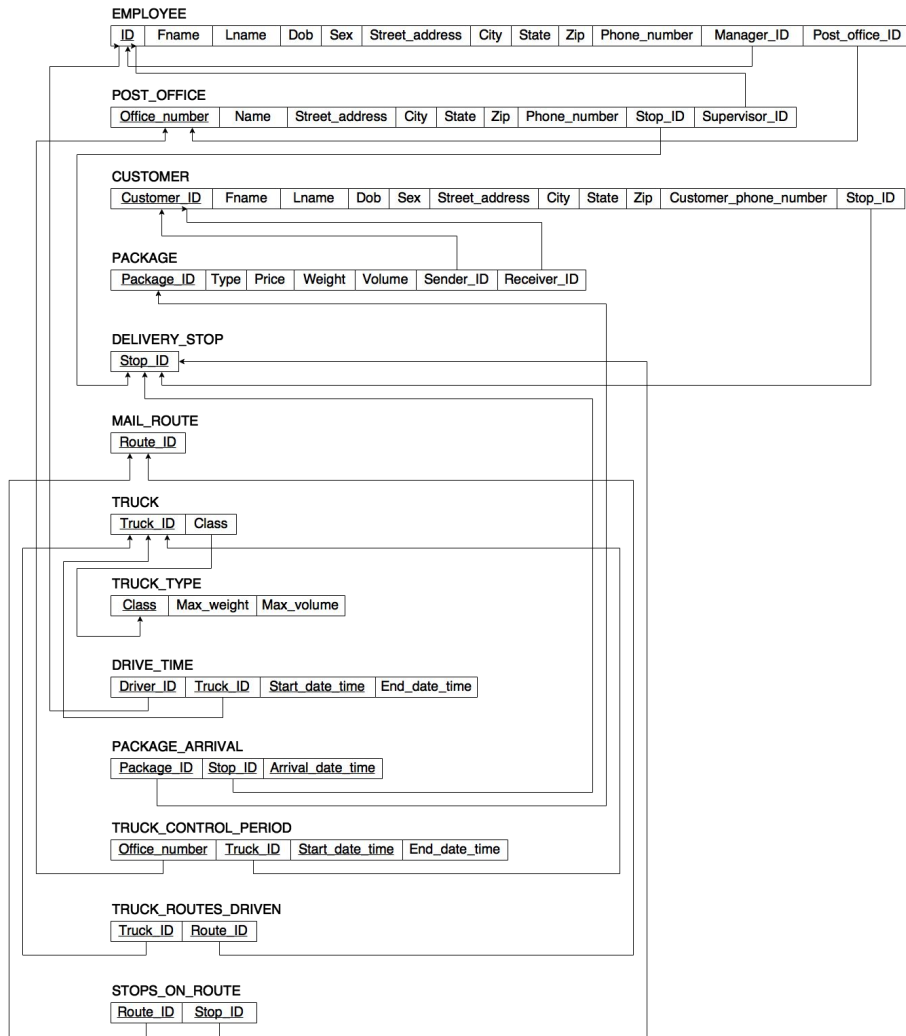 EMPLOYEE
ID Fname Lname Dob Sex Street_address City State Zip Phone_number Manager_ID Post_office_ID
POST_OFFICE
Office_number Name Street_address City State Zip Phone_number Stop_ID Supervisor_ID
CUSTOMER
Customer_ID Fname Lname Dob Sex Street_address City State Zip Customer_phone_number Stop_ID
PACKAGE
Package_ID Type Price Weight Volume Sender_ID Receiver_ID
DELIVERY_STOP
Stop_ID
MAIL_ROUTE
Route_ID
TRUCK
Truck_ID Class
TRUCK_TYPE
Class Max_weight Max_volume
DRIVE_TIME
Driver_ID Truck_ID Start_date_time End_date_time
PACKAGE_ARRIVAL
Package_ID Stop_ID Arrival_date_time
TRUCK_CONTROL_PERIOD
Office_number Truck_ID Start_date_time End_date_time
TRUCK_ROUTES_DRIVEN
Truck_ID Route_ID
STOPS_ON_ROUTE
Route_ID Stop_ID